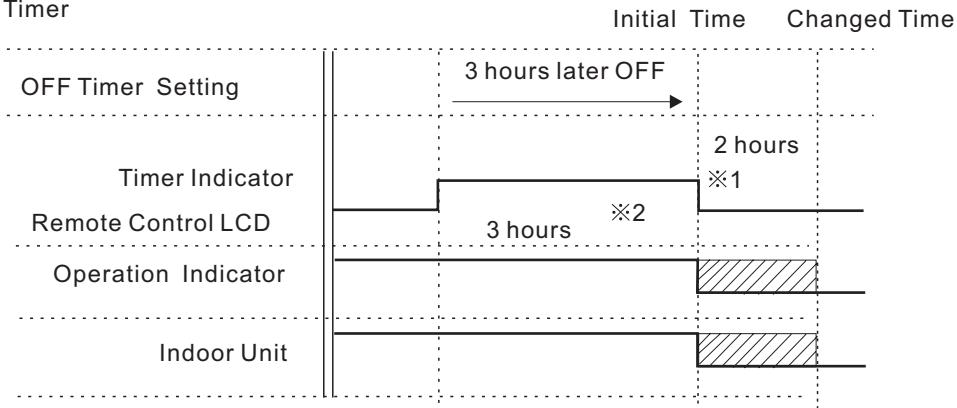 Timer
Initial Time Changed Time
OFF Timer Setting
3 hours later OFF
2 hours
Timer Indicator
※1
Remote Control LCD
※2
3 hours
Operation Indicator
Indoor Unit